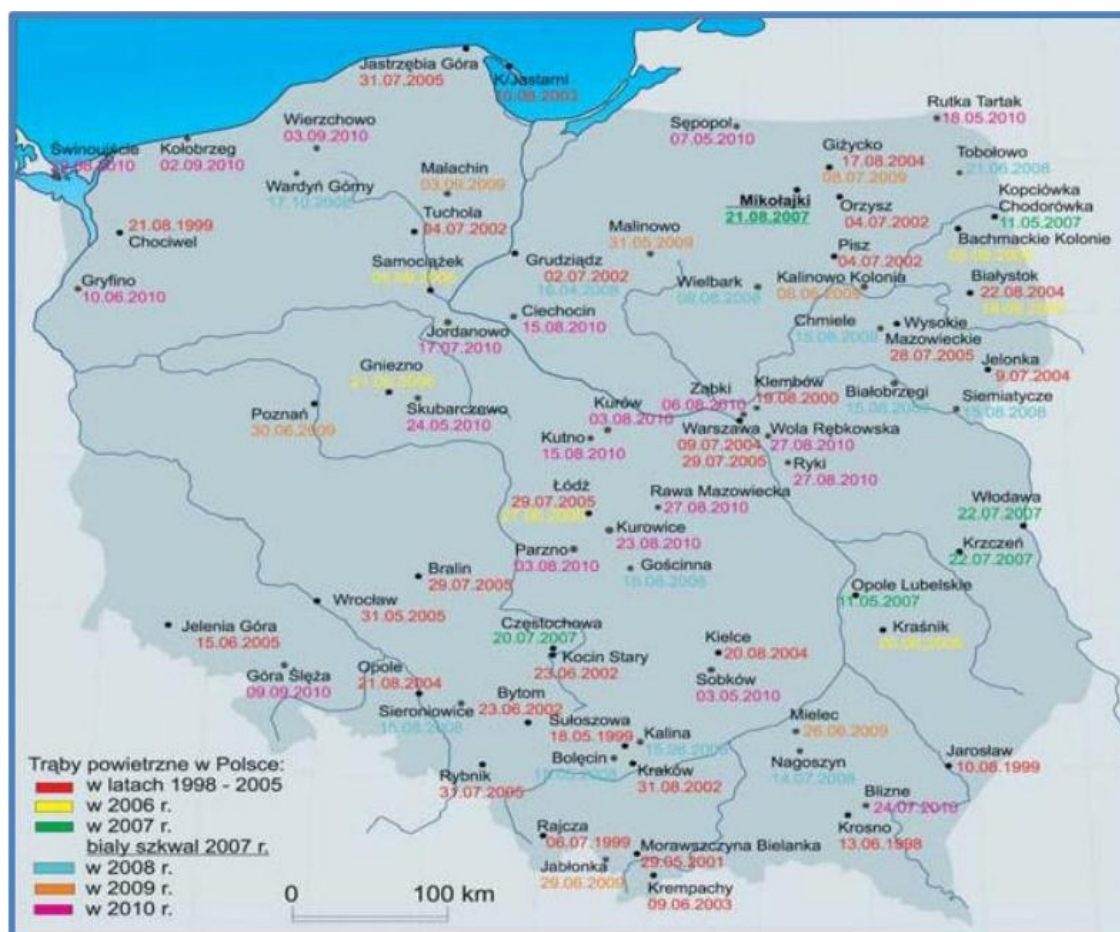 Jastrzębia Góra
31.07.2005
K/Jastarni
10.08.2003
Rutka Tartak
18.05.2010
Wierzchowo
03.09.2010
Sępopol
07.05.2010
Świnoujście
Kołobrzeg
02.09.2010
Giżycko
17.08.2004
08.07.2009
Tobołowo
21.06.2008
Malachin
03.09.2009
Wardyń Górny
17.10.2008
Mikołajki
21.08.2007
Orzysz
04.07.2002
Kopciówka
Chodorówka
11.05.2007
21.08.1999
Chociwel
Tuchola
04.07.2002
Malinowo
31.05.2009
Pisz
04.07.2002
Bachmackie Kolonie
Samociążek
Grudziądz
02.07.2002
16.04.2008
Wielbark
08.08.2008
Kalinowo Kolonia
08.06.2009
Białystok
22.08.2004
Gryfino
10.06.2010
Ciechocin
15.08.2010
Jordanowo
17.07.2010
Chmiele
15.08.2008
Wysokie
Mazowieckie
28.07.2005
Jelonka
9.07.2004
Gniezno
Skubarczewo
24.05.2010
Ząbki
06.08.2010
Klembów
19.08.2000
Białobrzegi
15.08.2008
Siemiatycze
15.08.2008
Poznań
30.06.2009
Kurów
03.08.2010
Kutno
15.08.2010
Warszawa
09.07.2004
29.07.2005
Wola Rębkowska
27.08.2010
Ryki
27.08.2010
Łódź
29.07.2005
Rawa Mazowiecka
27.08.2010
Włodawa
22.07.2007
Kurowice
23.08.2010
Parzno
03.08.2010
Gościnna
15.08.2008
Krzczeń
22.07.2007
Bralin
29.07.2005
Wrocław
31.05.2005
Opole Lubelskie
11.05.2007
Jelenia Góra
15.06.2005
Częstochowa
20.07.2007
Kocin Stary
23.06.2002
Kielce
20.08.2004
Kraśnik
Góra Ślęża
09.09.2010
Opole
21.08.2004
Sobków
03.05.2010
Sieroniowice
15.08.2008
Bytom
23.06.2002
Sułoszowa
18.05.1999
Kalina
15.08.2008
Mielec
26.06.2009
Bolęcin
Kraków
31.08.2002
Nagoszyn
14.07.2008
Jarosław
10.08.1999
Rybnik
31.07.2005
Blizne
24.07.2010
Krosno
13.06.1998
Rajcza
06.07.1999
Jabłonka
29.06.2009
Morawszczyna Bielanka
29.05.2001
Krempachy
09.06.2003
Trąby powietrzne w Polsce:
w latach 1998 - 2005
w 2006 r.
w 2007 r.
biały szkwał 2007 r.
w 2008 r.
w 2009 r.
w 2010 r.
0 100 km